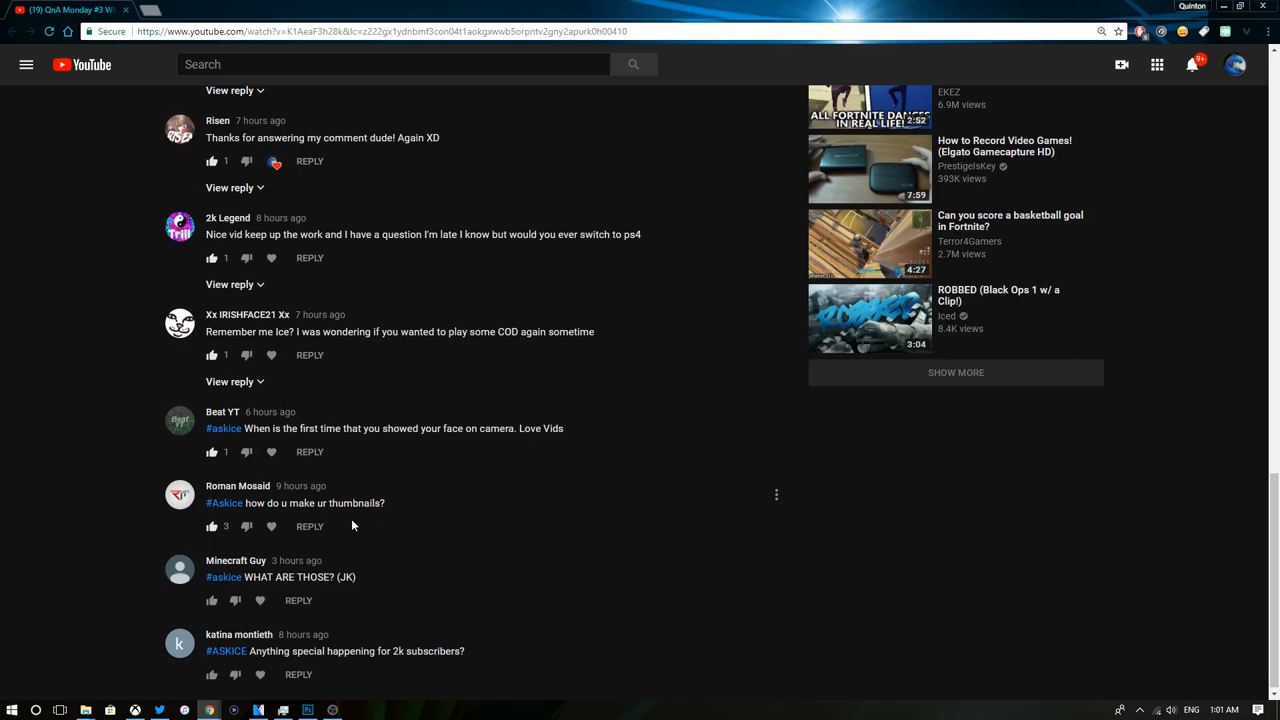 (19) QnA Monday #3 W
Quinton
Secure
https://www.youtube.com/watch?v=K1AeaF3h28k&lc=z222gx1ydnbmf3con04t1aokgxwwb5orpntv2gny2apurk0h00410
YouTube
Search
9+
View reply
Risen 7 hours ago
Thanks for answering my comment dude! Again XD
1 REPLY
View reply
2k Legend 8 hours ago
Nice vid keep up the work and I have a question I'm late I know but would you ever switch to ps4
1 REPLY
View reply
Xx IRISHFACE21 Xx 7 hours ago
Remember me Ice? I was wondering if you wanted to play some COD again sometime
1 REPLY
View reply
Beat YT 6 hours ago
#askice When is the first time that you showed your face on camera. Love Vids
1 REPLY
Roman Mosaid 9 hours ago
#Askice how do u make ur thumbnails?
3 REPLY
Minecraft Guy 3 hours ago
#askice WHAT ARE THOSE? (JK)
REPLY
k
katina montieth 8 hours ago
#ASKICE Anything special happening for 2k subscribers?
REPLY
ALL FORTNITE DANCES
IN REAL LIFE!
2:52
EKEZ
6.9M views
7:59
How to Record Video Games!
(Elgato Gamecapture HD)
PrestigeIsKey
393K views
4:27
Can you score a basketball goal
in Fortnite?
Terror4Gamers
2.7M views
ROBBED
3:04
ROBBED (Black Ops 1 w/ a
Clip!)
Iced
8.4K views
SHOW MORE
1:01 AM